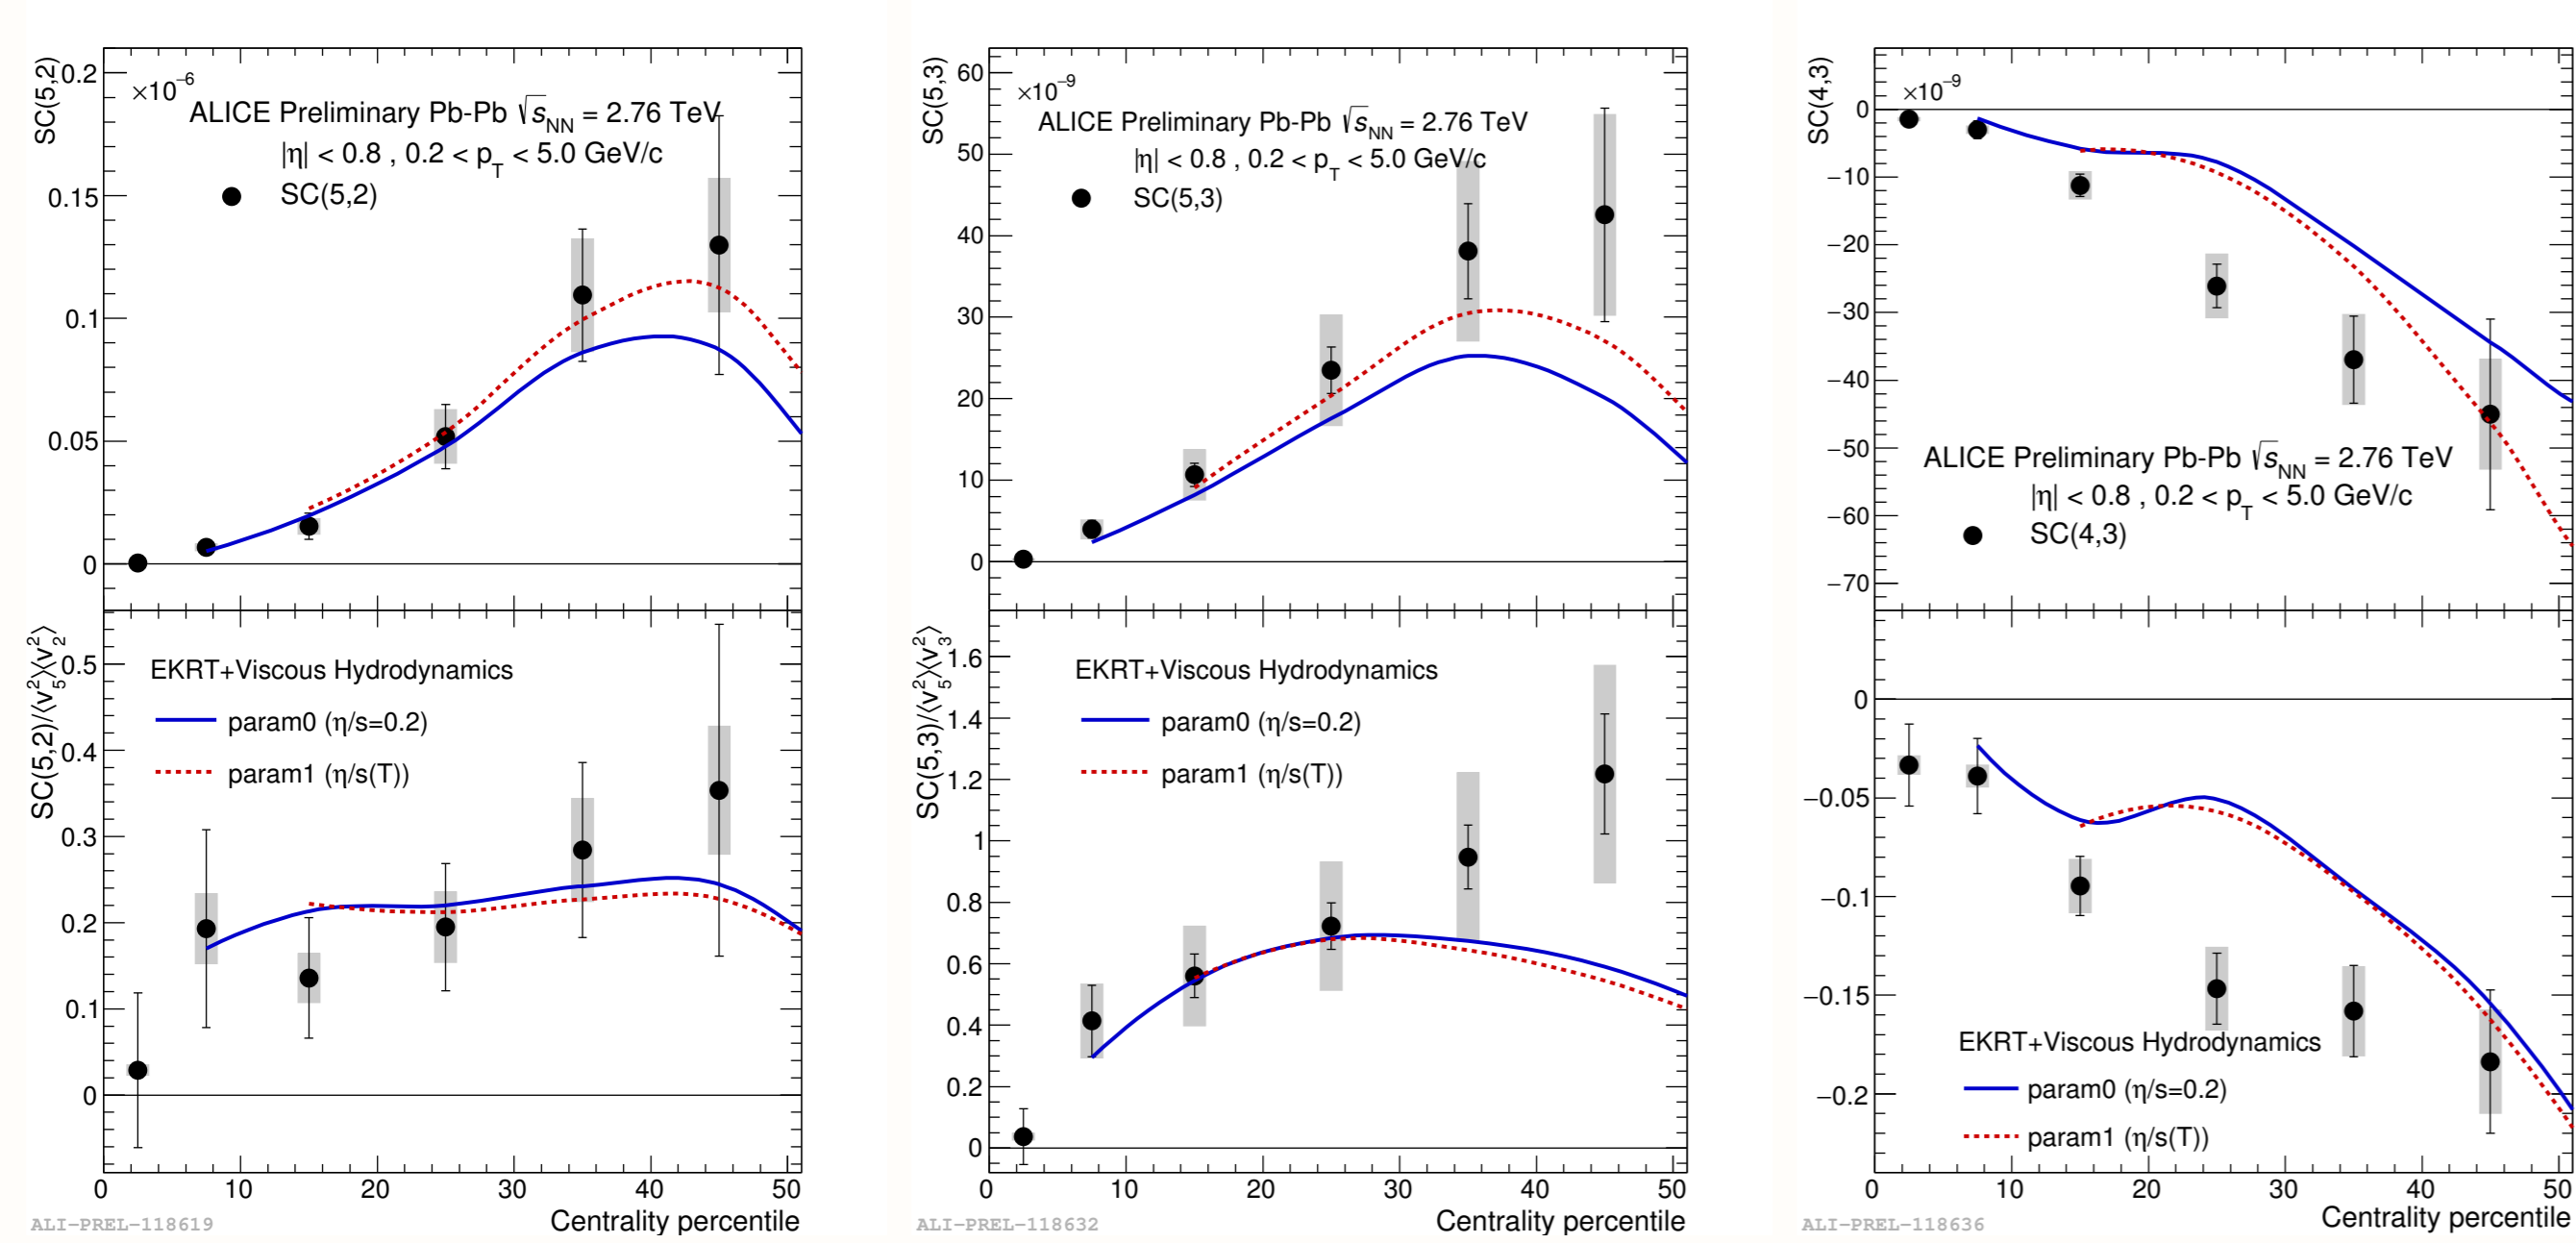 SC(5,2)
×10⁻⁶
ALICE Preliminary Pb-Pb √sNN = 2.76 TeV
|η| < 0.8 , 0.2 < pT < 5.0 GeV/c
SC(5,2)
0.2
0.15
0.1
0.05
0
SC(5,2)/⟨v₅²⟩⟨v₂²⟩
EKRT+Viscous Hydrodynamics
param0 (η/s=0.2)
param1 (η/s(T))
0.5
0.4
0.3
0.2
0.1
0
0 10 20 30 40 50
Centrality percentile
ALI−PREL−118619
SC(5,3)
×10⁻⁹
ALICE Preliminary Pb-Pb √sNN = 2.76 TeV
|η| < 0.8 , 0.2 < pT < 5.0 GeV/c
SC(5,3)
60
50
40
30
20
10
0
SC(5,3)/⟨v₅²⟩⟨v₃²⟩
EKRT+Viscous Hydrodynamics
param0 (η/s=0.2)
param1 (η/s(T))
1.6
1.4
1.2
1
0.8
0.6
0.4
0.2
0
0 10 20 30 40 50
Centrality percentile
ALI−PREL−118632
SC(4,3)
×10⁻⁹
0
−10
−20
−30
−40
−50
−60
−70
ALICE Preliminary Pb-Pb √sNN = 2.76 TeV
|η| < 0.8 , 0.2 < pT < 5.0 GeV/c
SC(4,3)
0
−0.05
−0.1
−0.15
−0.2
EKRT+Viscous Hydrodynamics
param0 (η/s=0.2)
param1 (η/s(T))
0 10 20 30 40 50
Centrality percentile
ALI−PREL−118636